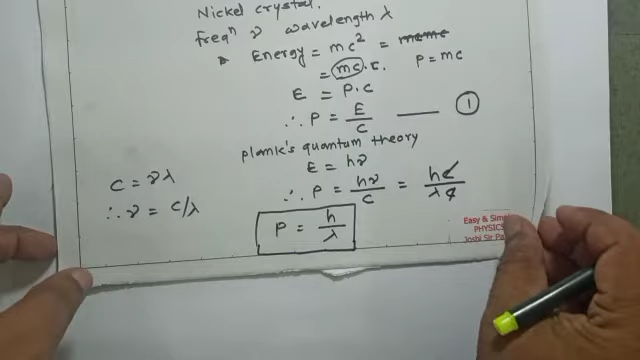 Nickel crystal.
freqⁿ ν wavelength λ
Energy = mc² =
= mc.c. P = mc
E = P.c
∴ P = E/c —— ①
plank's quantum theory
E = hν
c = νλ
∴ P = hν/c = hc/λc
∴ ν = c/λ
P = h/λ
Easy & Simple
PHYSICS
Joshi Sir